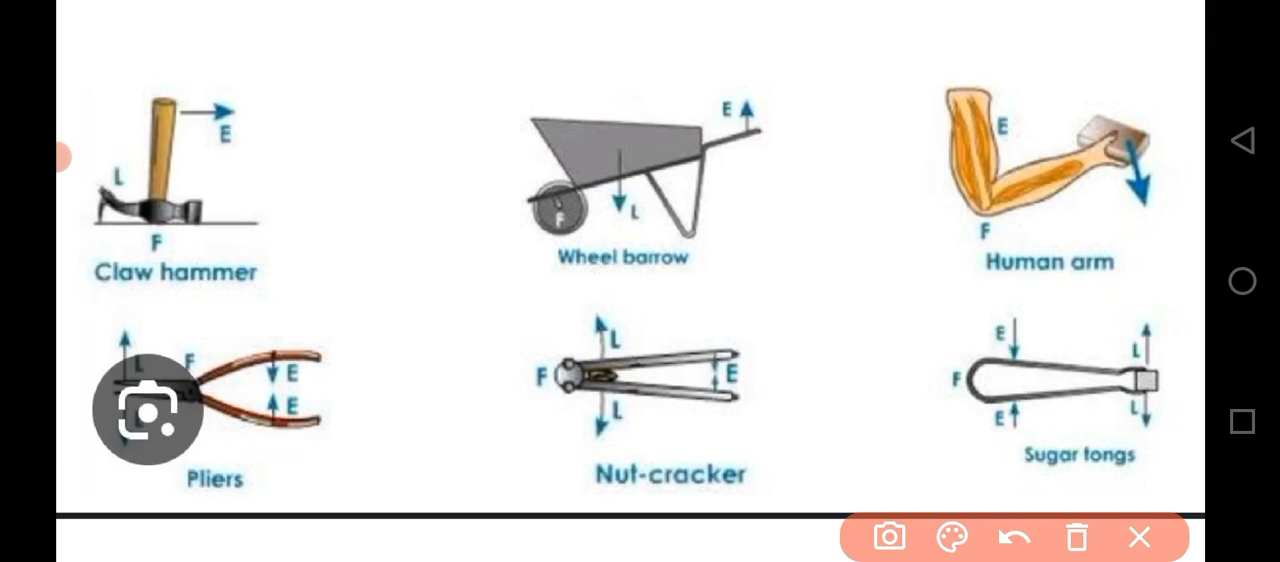 E
L
F
Claw hammer
E
L
F
Wheel barrow
E
F
Human arm
L
F
E
E
L
Pliers
L
F
E
L
Nut-cracker
E
L
F
E
L
Sugar tongs